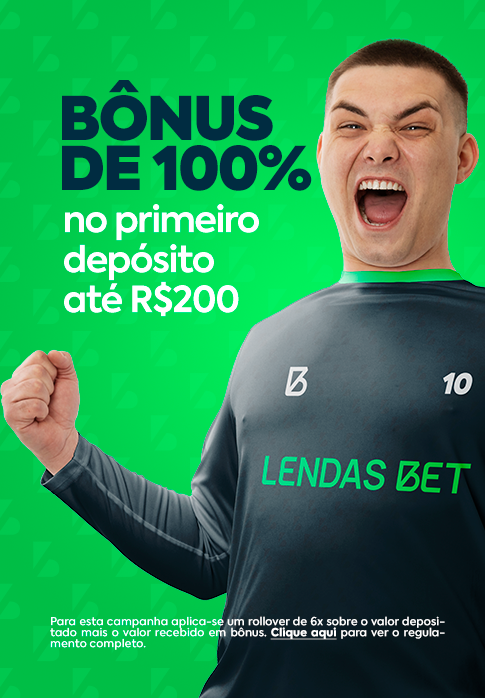 BÔNUS
DE 100%
no primeiro
depósito
até R$200
B 10
LENDAS BET
Para esta campanha aplica-se um rollover de 6x sobre o valor deposi-
tado mais o valor recebido em bônus. Clique aqui para ver o regula-
mento completo.